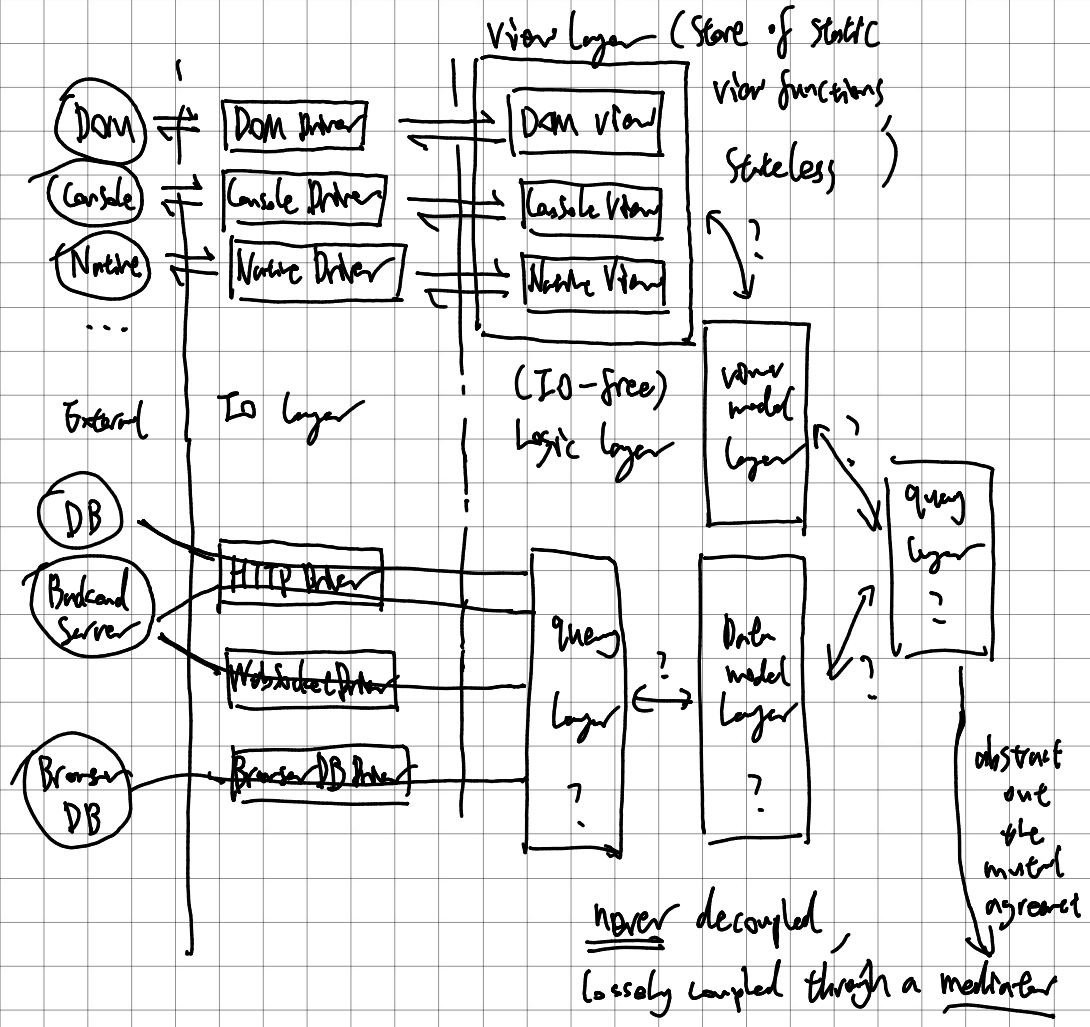 View Layer (store of static
view functions,
stateless)
DOM
DOM Driver
DOM View
Console
Console Driver
Console View
Native
Native Driver
Native View
...
?
External
IO layer
(IO-free)
Logic layer
view
model
layer
?
DB
Backend
Server
HTTP Driver
WebSocket Driver
Browser
DB
Browser DB Driver
query
layer
?
?
Data
model
layer
?
?
query
layer
?
abstract
out
the
mutual
agreement
never decoupled,
lossely coupled through a mediator